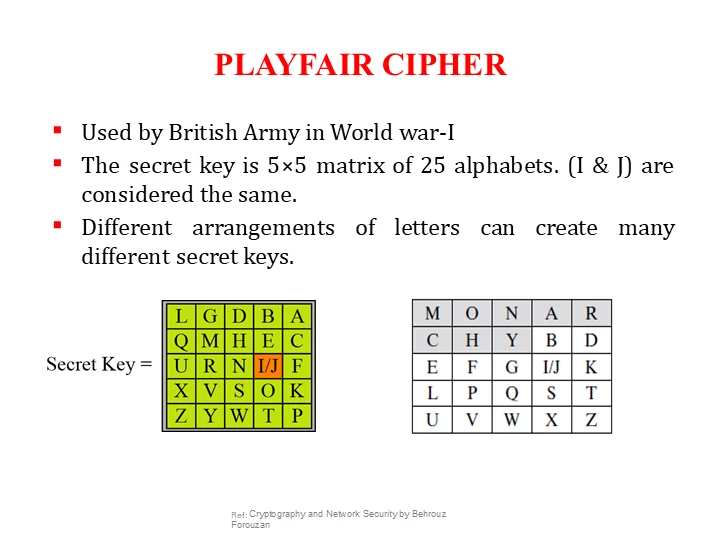 PLAYFAIR CIPHER
▪ Used by British Army in World war-I
▪ The secret key is 5×5 matrix of 25 alphabets. (I & J) are
considered the same.
▪ Different arrangements of letters can create many
different secret keys.
Secret Key =
L G D B A
Q M H E C
U R N I/J F
X V S O K
Z Y W T P
M O N A R
C H Y B D
E F G I/J K
L P Q S T
U V W X Z
Ref: Cryptography and Network Security by Behrouz
Forouzan